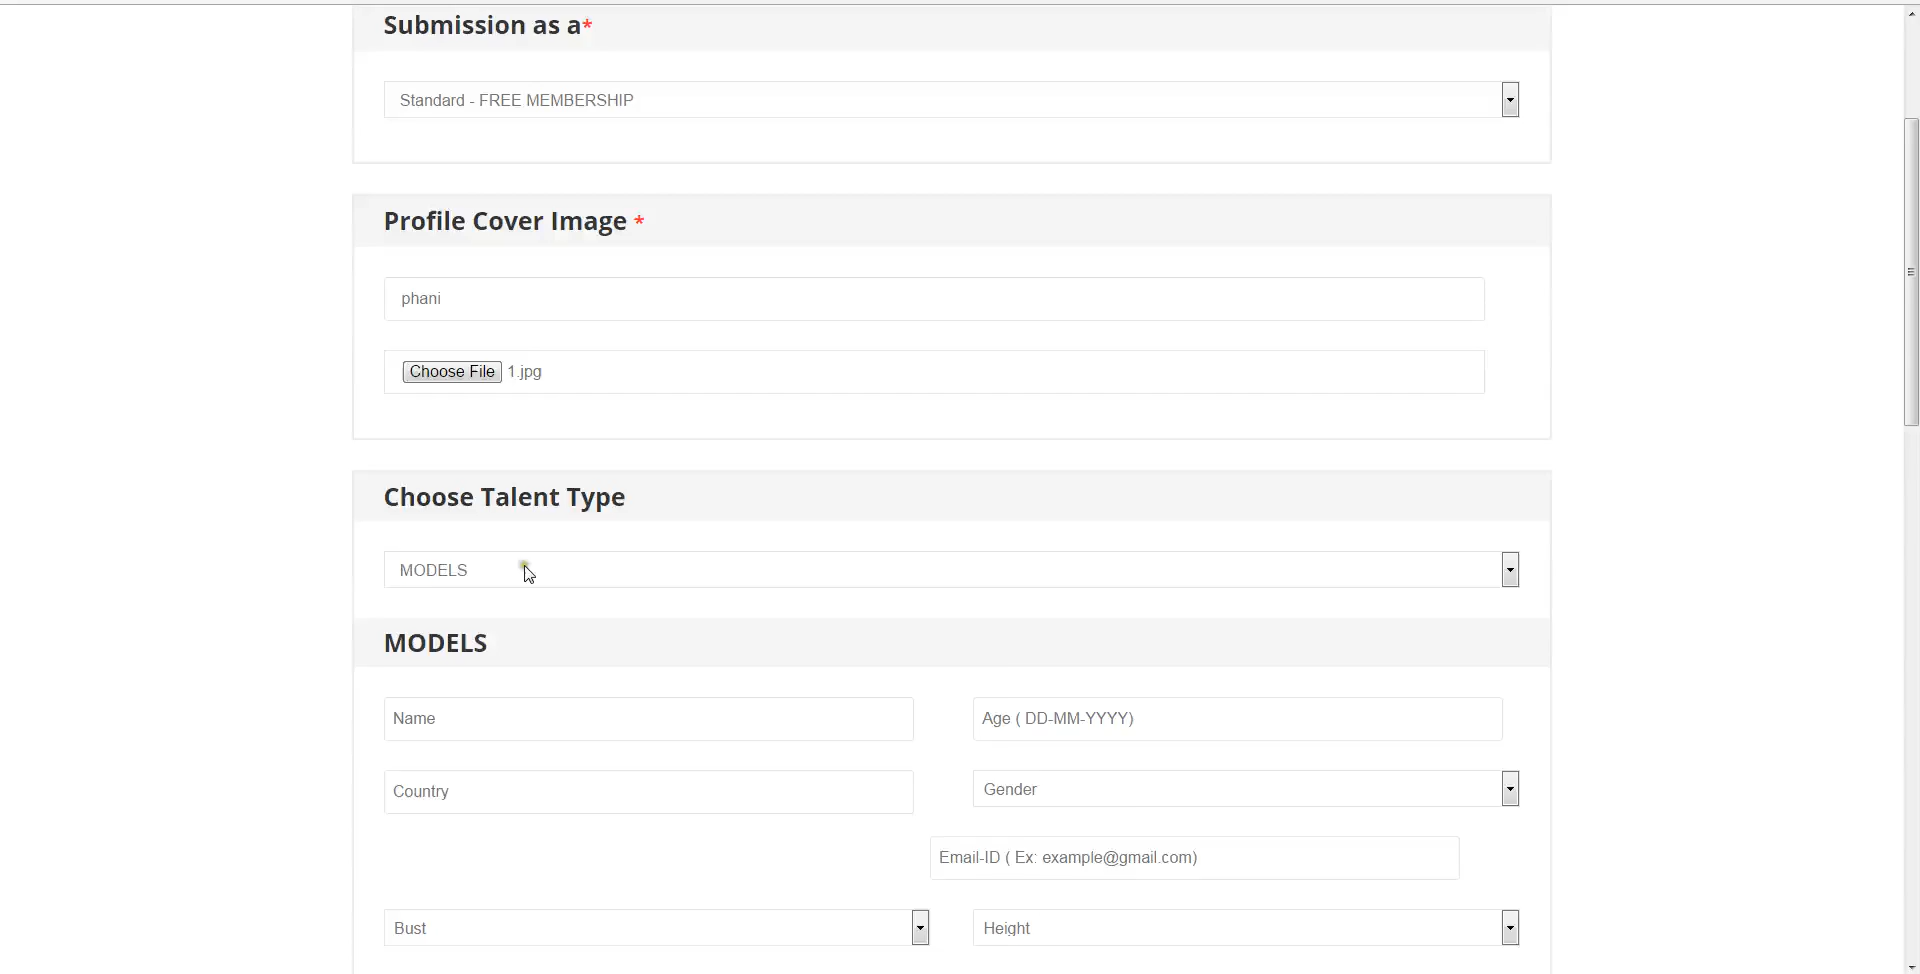 Submission as a*
Standard - FREE MEMBERSHIP
Profile Cover Image *
phani
Choose File 1.jpg
Choose Talent Type
MODELS
MODELS
Name
Age ( DD-MM-YYYY)
Country
Gender
Email-ID ( Ex: example@gmail.com)
Bust
Height